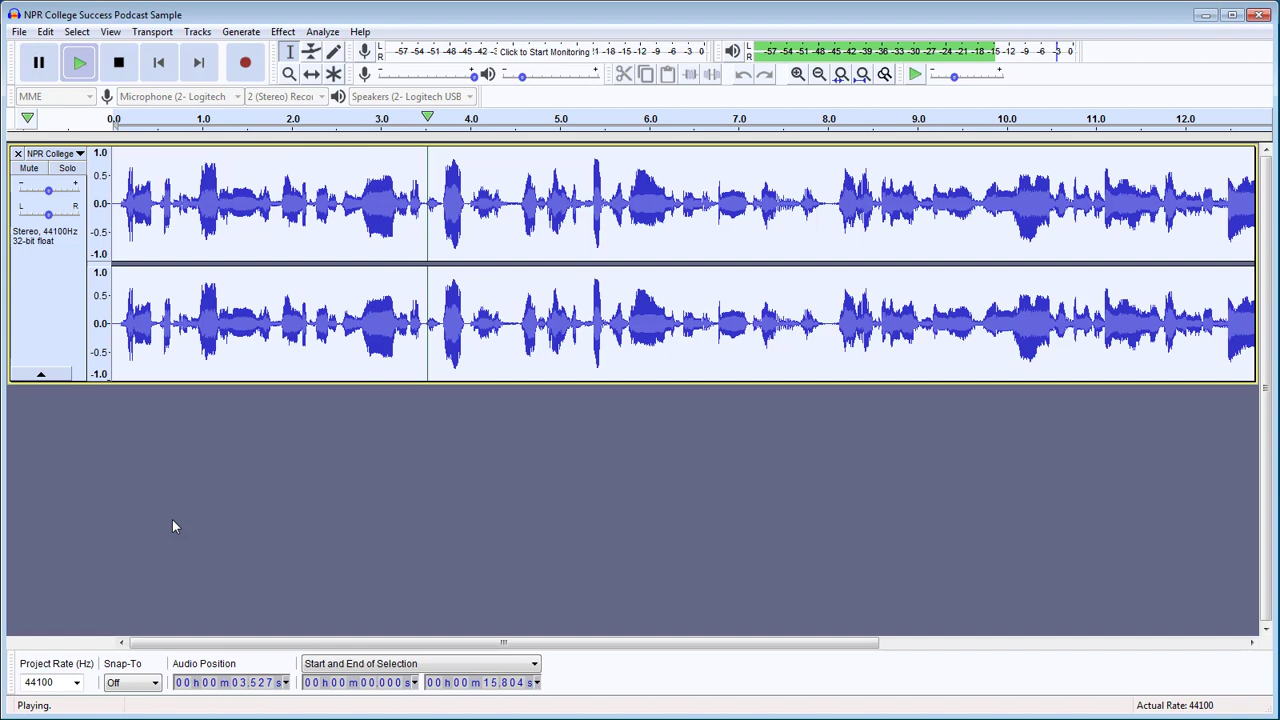 NPR College Success Podcast Sample
File Edit Select View Transport Tracks Generate Effect Analyze Help
L R -57 -54 -51 -48 -45 -42 -3 Click to Start Monitoring !1 -18 -15 -12 -9 -6 -3 0
L R -57 -54 -51 -48 -45 -42 -39 -36 -33 -30 -27 -24 -21 -18 -15 -12 -9 -6 -3 0
MME Microphone (2- Logitech 2 (Stereo) Recor Speakers (2- Logitech USB
0.0 1.0 2.0 3.0 4.0 5.0 6.0 7.0 8.0 9.0 10.0 11.0 12.0
NPR College
Mute Solo
- +
L R
Stereo, 44100Hz
32-bit float
1.0
0.5
0.0
-0.5
-1.0
1.0
0.5
0.0
-0.5
-1.0
Project Rate (Hz) Snap-To Audio Position Start and End of Selection
44100 Off 00 h 00 m 03.527 s 00 h 00 m 00.000 s 00 h 00 m 15.804 s
Playing. Actual Rate: 44100